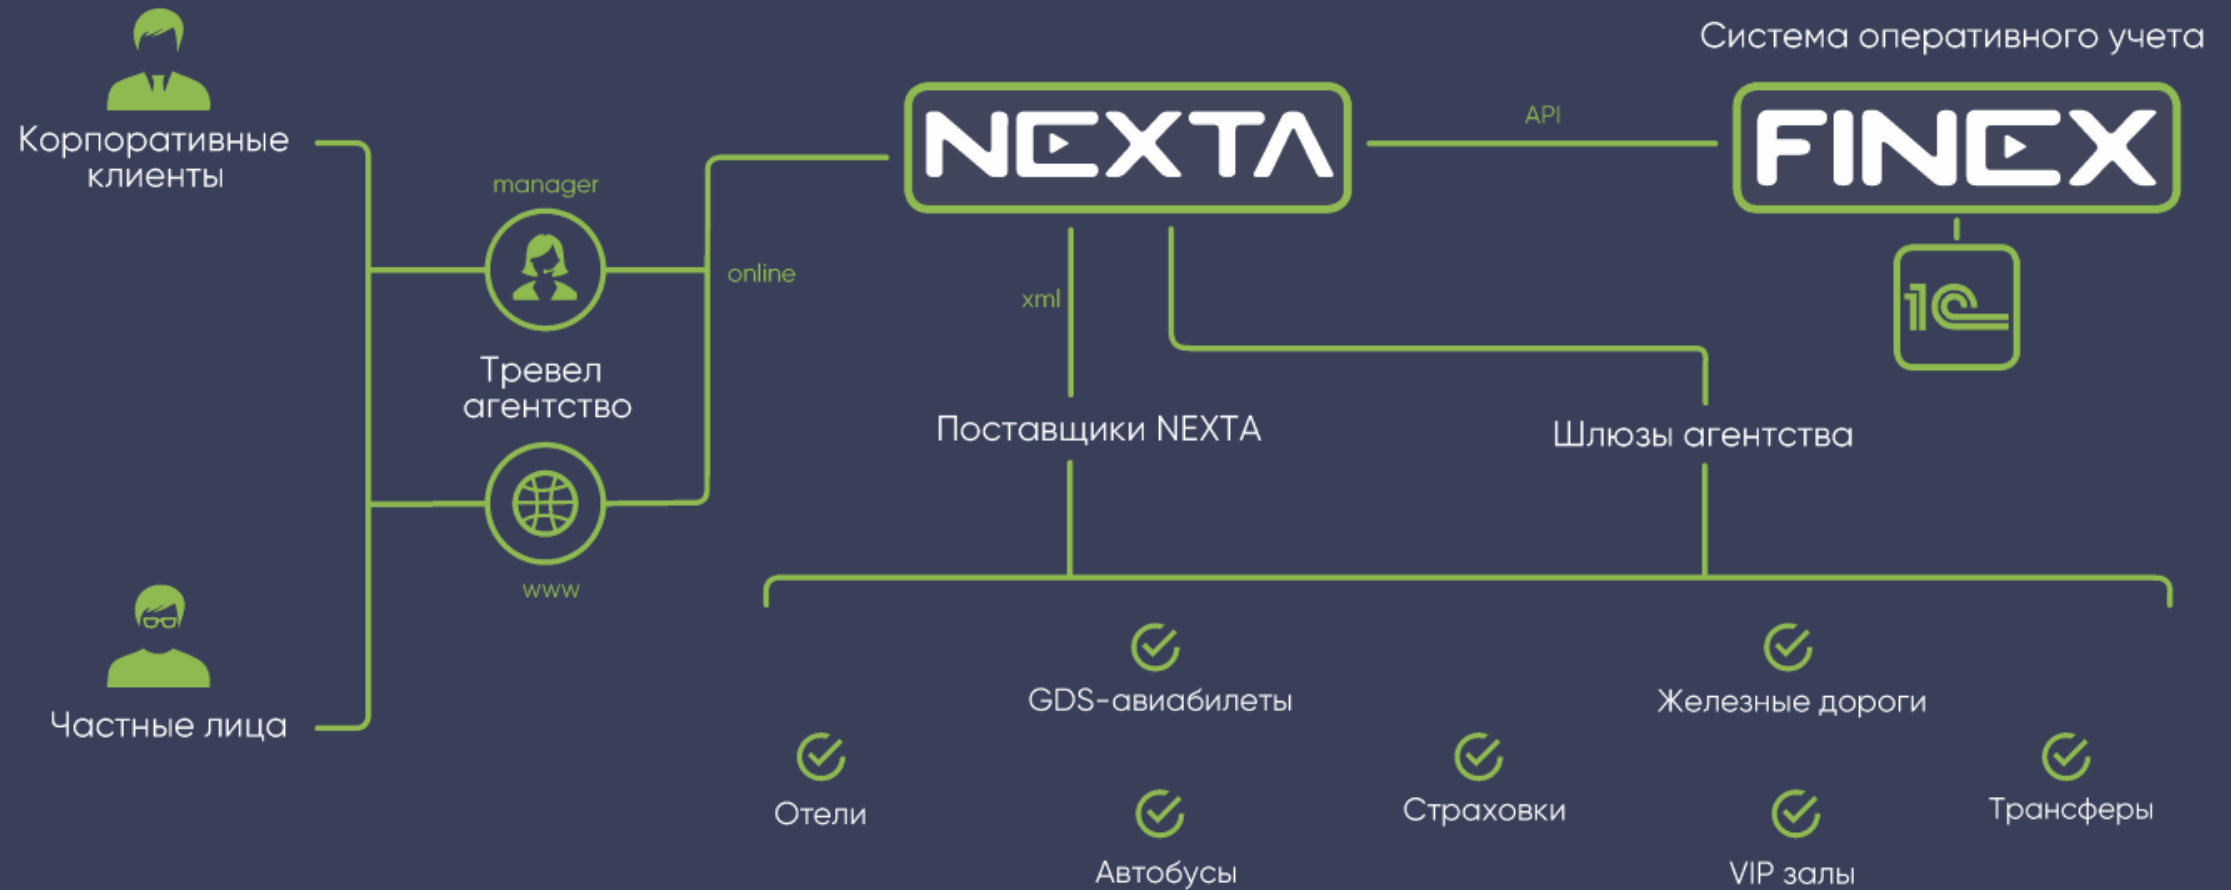 Система оперативного учета
NEXTA
API
FINEX
Корпоративные
клиенты
manager
online
xml
1С
Тревел
агентство
Поставщики NEXTA
Шлюзы агентства
www
GDS-авиабилеты
Железные дороги
Частные лица
Отели
Страховки
Трансферы
Автобусы
VIP залы